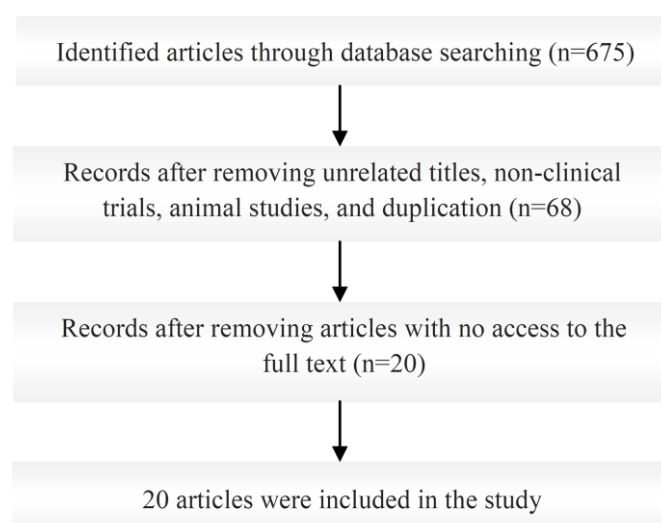 Identified articles through database searching (n=675)
Records after removing unrelated titles, non-clinical
trials, animal studies, and duplication (n=68)
Records after removing articles with no access to the
full text (n=20)
20 articles were included in the study